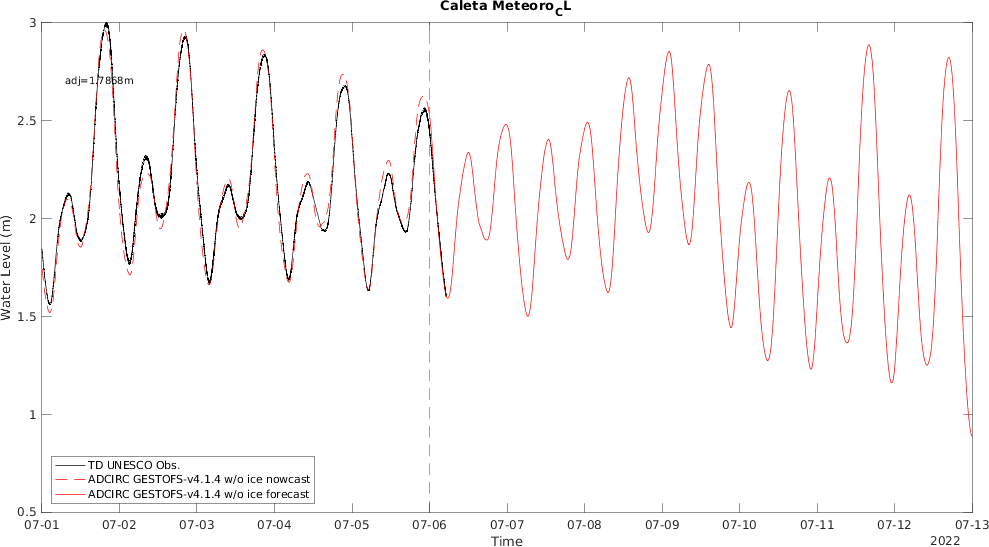 Caleta Meteoro_CL
adj=1.7868m
3
2.5
2
1.5
1
0.5
Water Level (m)
TD UNESCO Obs.
ADCIRC GESTOFS-v4.1.4 w/o ice nowcast
ADCIRC GESTOFS-v4.1.4 w/o ice forecast
07-01 07-02 07-03 07-04 07-05 07-06 07-07 07-08 07-09 07-10 07-11 07-12 07-13
Time
2022